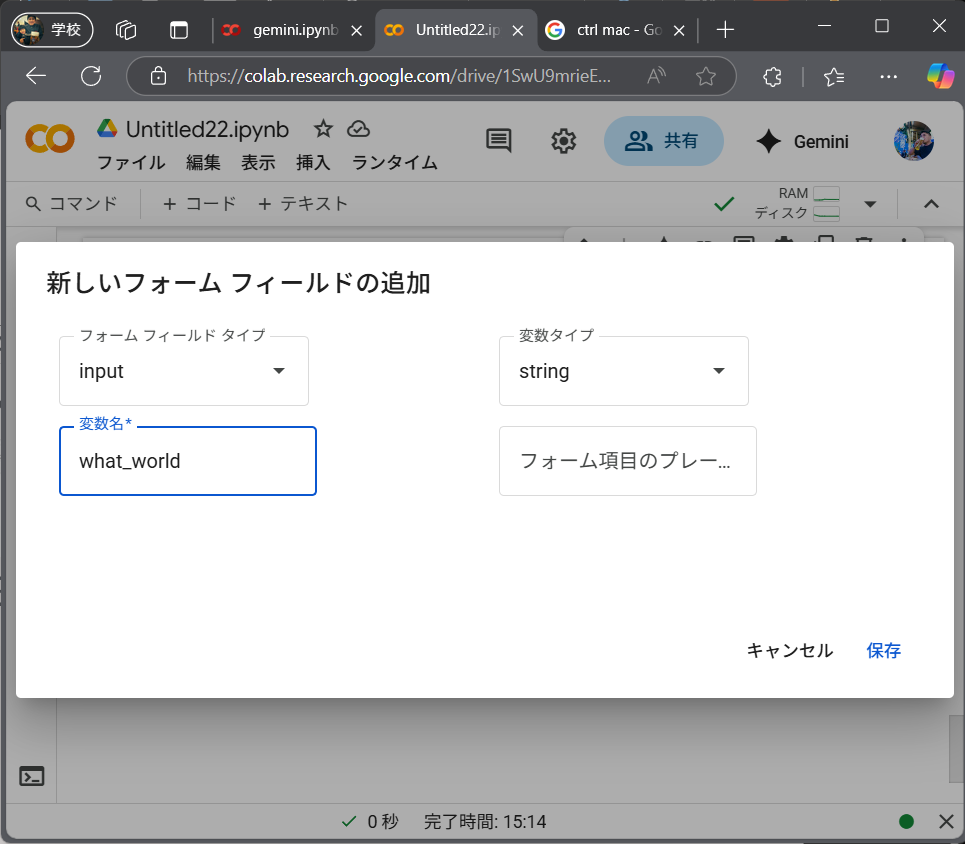 学校
gemini.ipynb
Untitled22.ip
ctrl mac - Go
https://colab.research.google.com/drive/1SwU9mrieE...
Untitled22.ipynb
ファイル 編集 表示 挿入 ランタイム
共有
Gemini
コマンド
+ コード + テキスト
RAM
ディスク
新しいフォーム フィールドの追加
フォーム フィールド タイプ
input
変数タイプ
string
変数名*
what_world
フォーム項目のプレー...
キャンセル 保存
0 秒 完了時間: 15:14